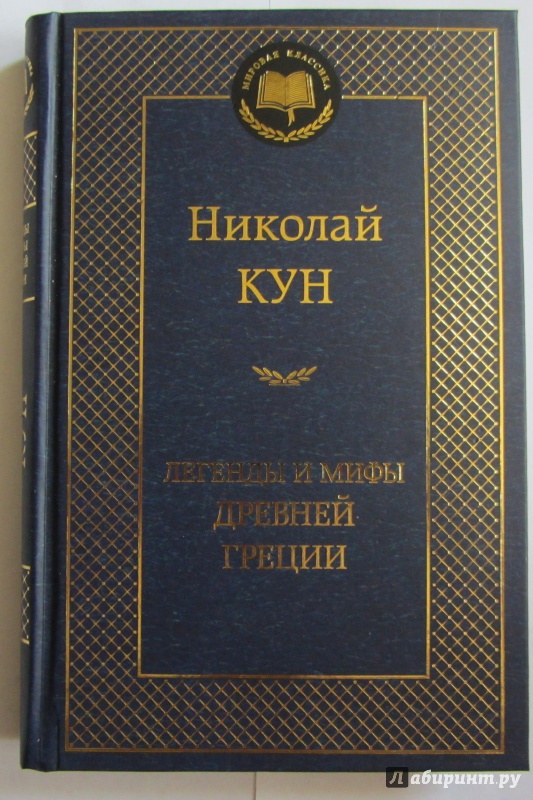 МИРОВАЯ КЛАССИКА
Николай
КУН
ЛЕГЕНДЫ И МИФЫ
ДРЕВНЕЙ
ГРЕЦИИ
Лабиринт.ру